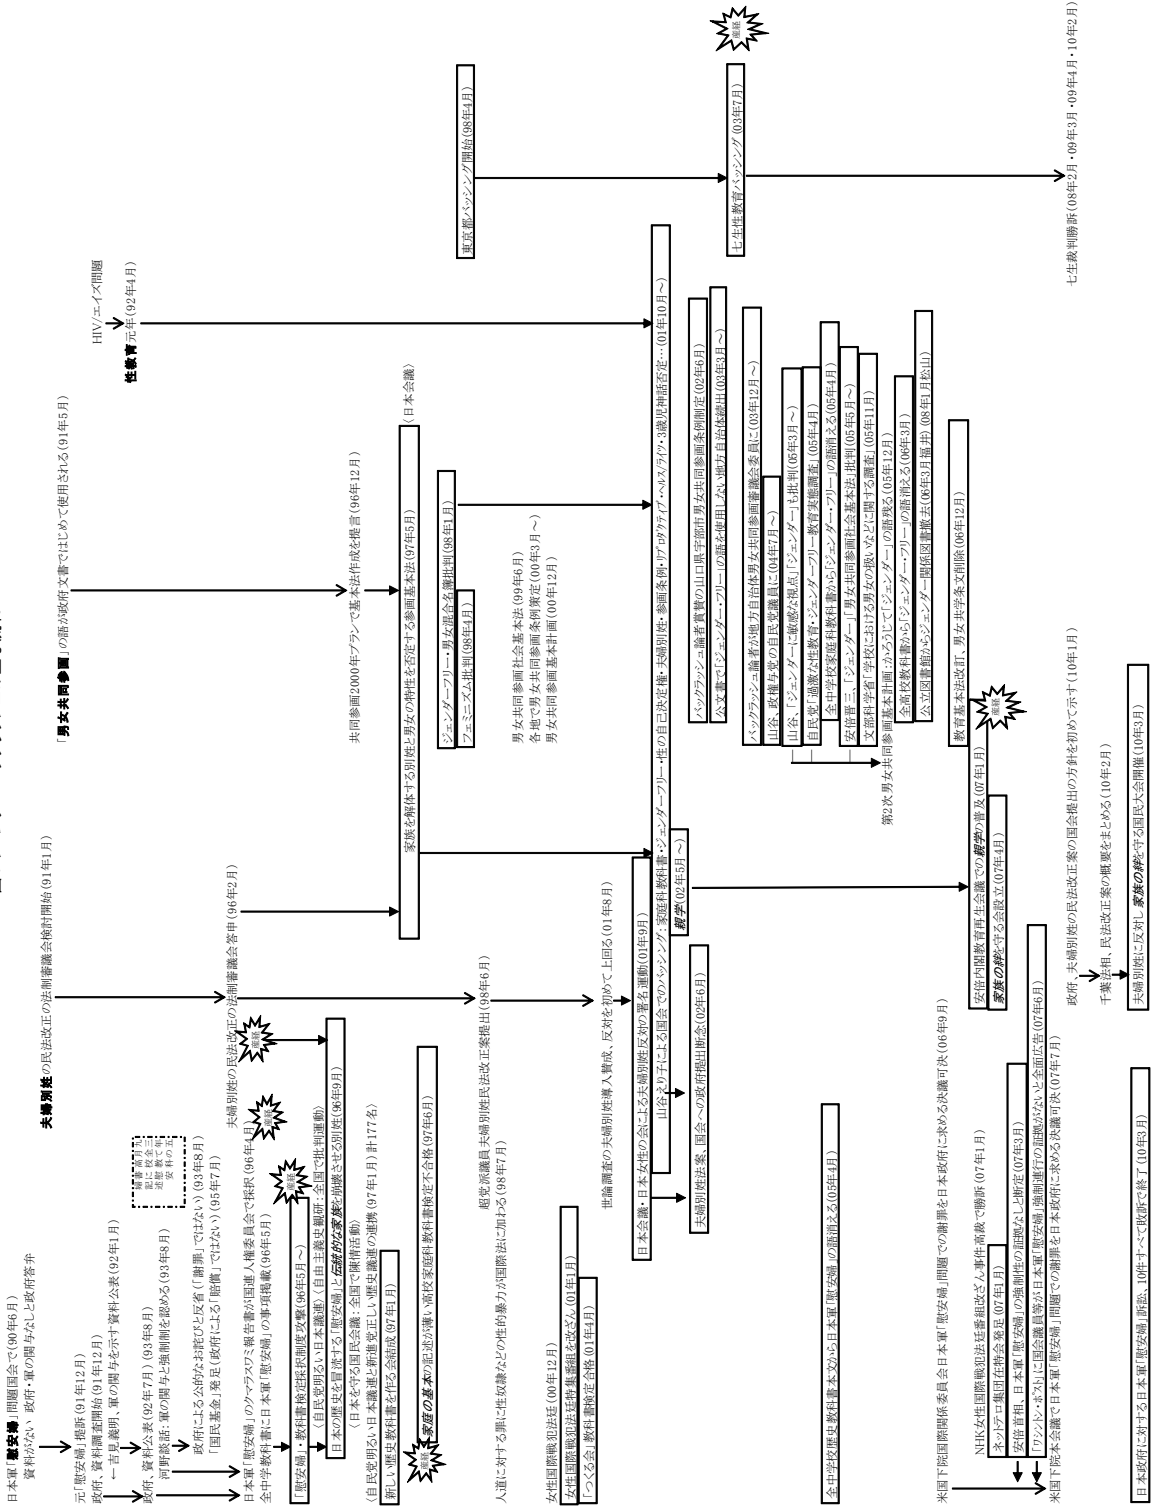 日本軍「慰安婦」問題国会で(90年6月)
資料がない 政府・軍の関与なしと政府答弁
夫婦別姓の民法改正の法制審議会検討開始(91年1月)
「男女共同参画」の語が政府文書ではじめて使用される(91年5月)
元「慰安婦」提訴(91年12月)
政府、資料調査開始(91年12月)
HIV/エイズ問題
←吉見義明、軍の関与を示す資料公表(92年1月)
性教育元年(92年4月)
政府、資料公表(92年7月)(93年8月)
河野談話：軍の関与と強制を認める(93年8月)
政府による公的なお詫びと反省(「謝罪」ではない)(93年8月)
「国民基金」発足(政府による「賠償」ではない)(95年7月)
夫婦別姓の民法改正の法制審議会答申(96年2月)
日本軍「慰安婦」のクマラスワミ報告書が国連人権委員会で採択(96年4月)
全中学教科書に日本軍「慰安婦」の事項掲載(96年5月)
産経
産経
産経
「慰安婦」・教科書検定採択制度攻撃(96年5月～)
〈自民党明るい日本議連〉〈自由主義史観研：全国で批判運動〉
日本の歴史を冒涜する「慰安婦」と伝統的な家族を崩壊させる別姓(96年9月)
〈日本を守る国民会議：全国で陳情活動〉
共同参画2000年プランで基本法作成を提言(96年12月)
〈自民党明るい日本議連と新進党正しい歴史議連の連携(97年1月)計177名〉
新しい歴史教科書を作る会結成(97年1月)
家族を解体する別姓と男女の特性を否定する参画基本法(97年5月)
〈日本会議〉
産経
家庭の基本の記述が薄い高校家庭科教科書検定不合格(97年6月)
ジェンダーフリー・男女混合名簿批判(98年1月)
フェミニズム批判(98年4月)
東京都バッシング開始(98年4月)
超党派議員夫婦別姓民法改正案提出(98年6月)
人道に対する罪に性奴隷などの性的暴力が国際法に加わる(98年7月)
男女共同参画社会基本法(99年6月)
各地で男女共同参画条例策定(00年3月～)
男女共同参画基本計画(00年12月)
女性国際戦犯法廷(00年12月)
女性国際戦犯法廷特集番組を改ざん(01年1月)
「つくる会」教科書検定合格(01年4月)
世論調査の夫婦別姓導入賛成、反対を初めて上回る(01年8月)
日本会議・日本女性の会による夫婦別姓反対の署名運動(01年9月)
山谷えり子による国会でのバッシング：家庭科教科書・ジェンダーフリー・性の自己決定権・夫婦別姓・参画条例・リプロダクティブ・ヘルス/ライツ・3歳児神話否定…(01年10月～)
親学(02年5月～)
夫婦別姓法案、国会への政府提出断念(02年6月)
バックラッシュ論者賞賛の山口県宇部市男女共同参画条例制定(02年6月)
公文書で「ジェンダー・フリー」の語を使用しない地方自治体続出(03年3月～)
七生性教育バッシング(03年7月)
産経
バックラッシュ論者が地方自治体男女共同参画審議会委員に(03年12月～)
山谷、政権与党の自民党議員に(04年7月～)
山谷、「ジェンダーに敏感な視点」「ジェンダー」も批判(05年3月～)
自民党「過激な性教育・ジェンダーフリー教育実態調査」(05年4月)
全中学校歴史教科書本文から日本軍「慰安婦」の語消える(05年4月)
全中学校家庭科教科書から「ジェンダー・フリー」の語消える(05年4月)
安倍晋三、「ジェンダー」「男女共同参画社会基本法」批判(05年5月～)
文部科学省「学校における男女の扱いなどに関する調査」(05年11月)
第2次男女共同参画基本計画：かろうじて「ジェンダー」の語残る(05年12月)
全高校教科書から「ジェンダー・フリー」の語消える(06年3月)
公立図書館からジェンダー関係図書撤去(06年3月福井)(08年1月松山)
米国下院国際関係委員会日本軍「慰安婦」問題での謝罪を日本政府に求める決議可決(06年9月)
教育基本法改訂、男女共学条文削除(06年12月)
NHK女性国際戦犯法廷番組改ざん事件高裁で勝訴(07年1月)
安倍内閣教育再生会議での親学の普及(07年1月)
産経
ネットテロ集団在特会発足(07年1月)
家族の絆を守る会設立(07年4月)
安倍首相、日本軍「慰安婦」の強制性の証拠なしと断定(07年3月)
「ワシントン・ポスト」に国会議員等が日本軍「慰安婦」強制連行の証拠がないと全面広告(07年6月)
米国下院本会議で日本軍「慰安婦」問題での謝罪を日本政府に求める決議可決(07年7月)
政府、夫婦別姓の民法改正案の国会提出の方針を初めて示す(10年1月)
七生裁判勝訴(08年2月・09年3月・09年4月・10年2月)
千葉法相、民法改正案の概要をまとめる(10年2月)
夫婦別姓に反対し家族の絆を守る国民大会開催(10年3月)
日本政府に対する日本軍「慰安婦」訴訟、10件すべて敗訴で終了(10年3月)